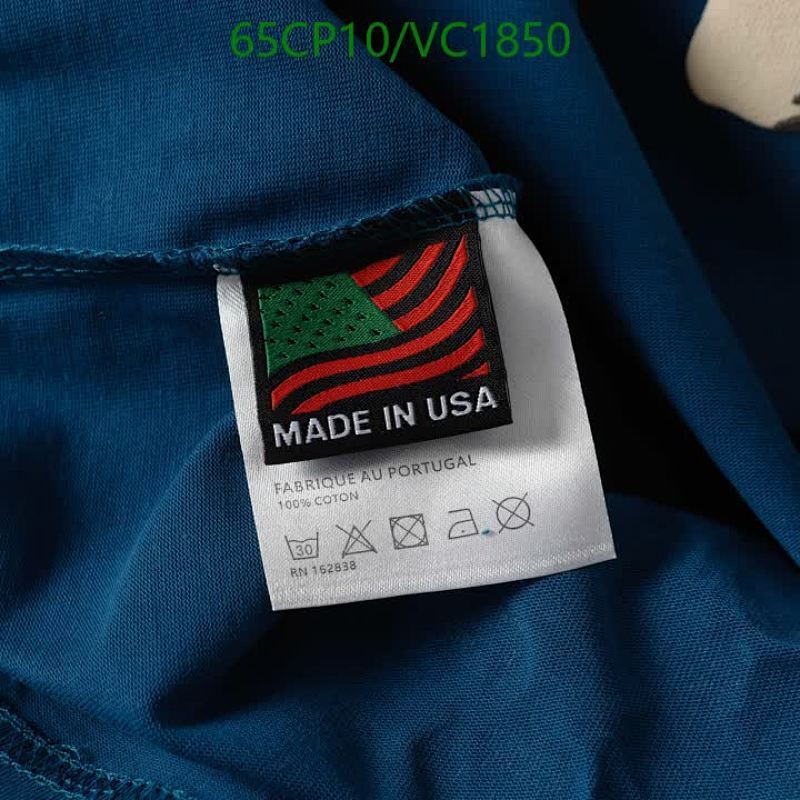 65CP10/VC1850
MADE IN USA
FABRIQUE AU PORTUGAL
100% COTON
30
RN 162838